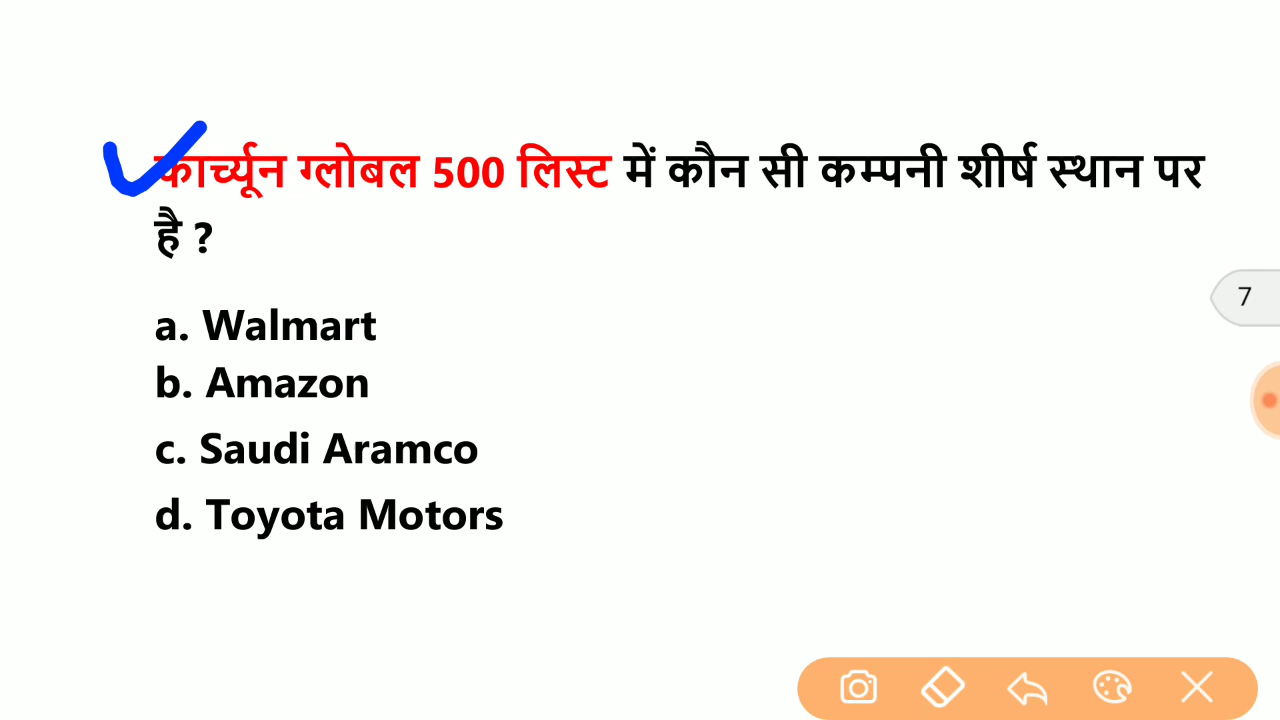 कार्च्यून ग्लोबल 500 लिस्ट में कौन सी कम्पनी शीर्ष स्थान पर
है ?
a. Walmart
b. Amazon
c. Saudi Aramco
d. Toyota Motors
7